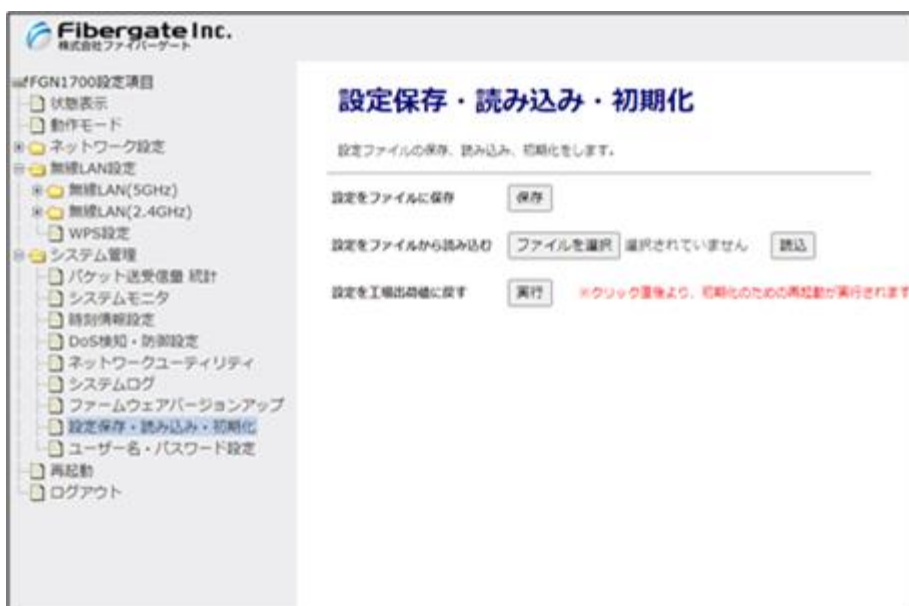 Fibergate Inc.
株式会社ファイバーゲート
FGN1700設定項目
状態表示
動作モード
ネットワーク設定
無線LAN設定
無線LAN(5GHz)
無線LAN(2.4GHz)
WPS設定
システム管理
パケット送受信量 統計
システムモニタ
時刻情報設定
DoS検知・防御設定
ネットワークユーティリティ
システムログ
ファームウェアバージョンアップ
設定保存・読み込み・初期化
ユーザー名・パスワード設定
再起動
ログアウト
設定保存・読み込み・初期化
設定ファイルの保存、読み込み、初期化をします。
設定をファイルに保存 保存
設定をファイルから読み込む ファイルを選択 選択されていません 読込
設定を工場出荷値に戻す 実行 ※クリック直後より、初期化のための再起動が実行されます